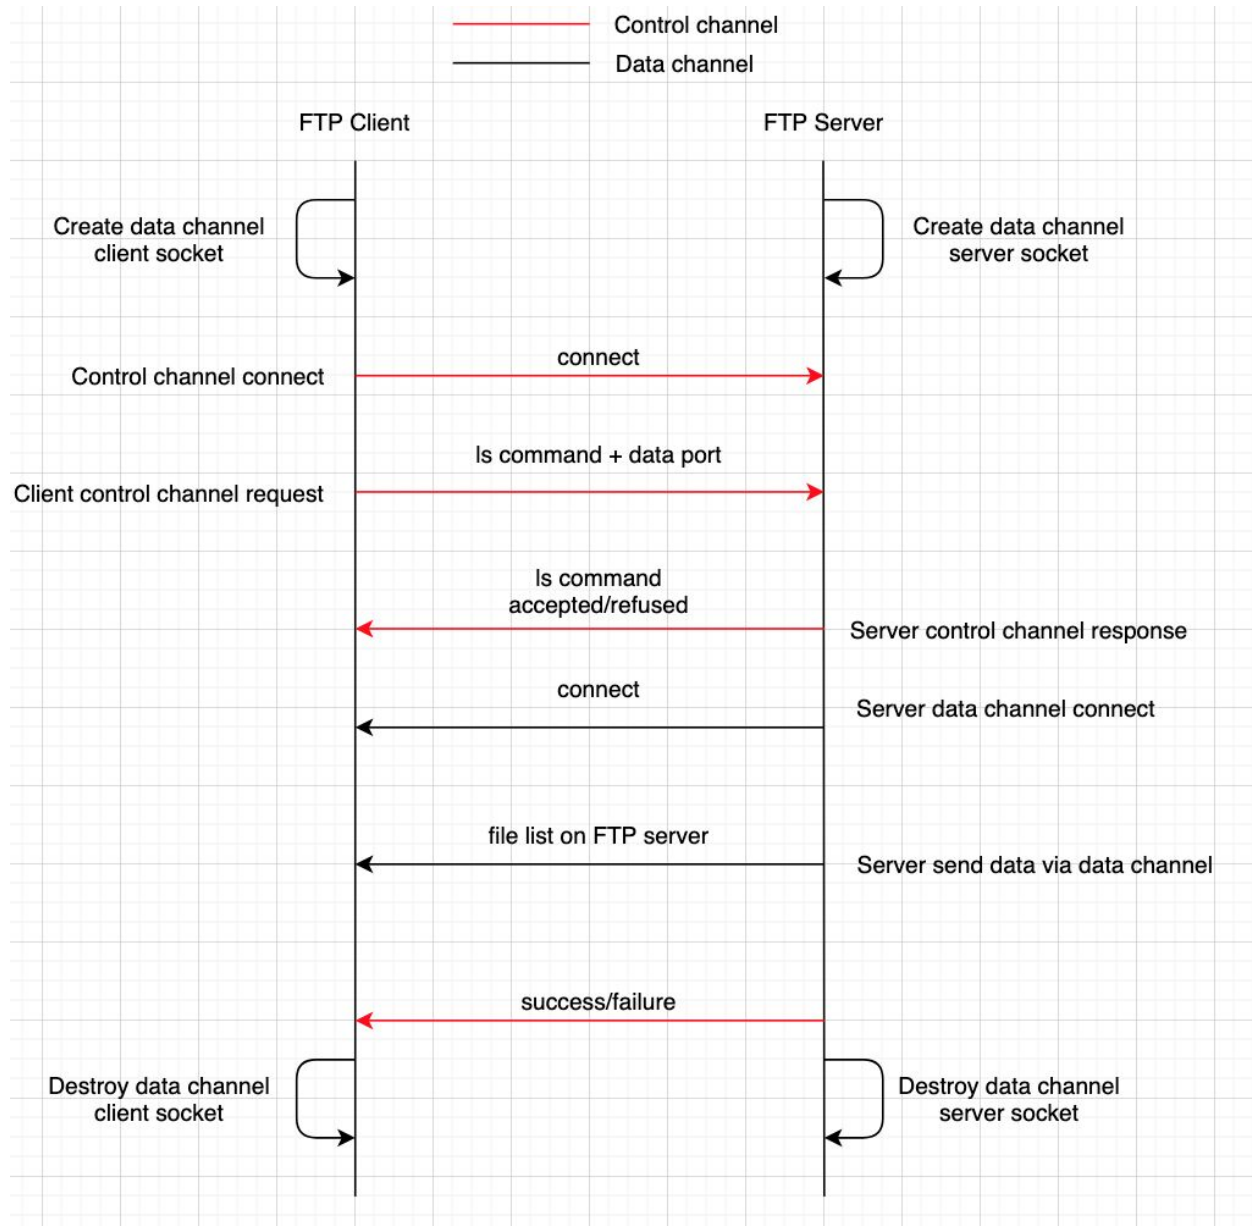 Control channel
Data channel
FTP Client
FTP Server
Create data channel
client socket
Create data channel
server socket
connect
Control channel connect
ls command + data port
Client control channel request
ls command
accepted/refused
Server control channel response
connect
Server data channel connect
file list on FTP server
Server send data via data channel
success/failure
Destroy data channel
client socket
Destroy data channel
server socket